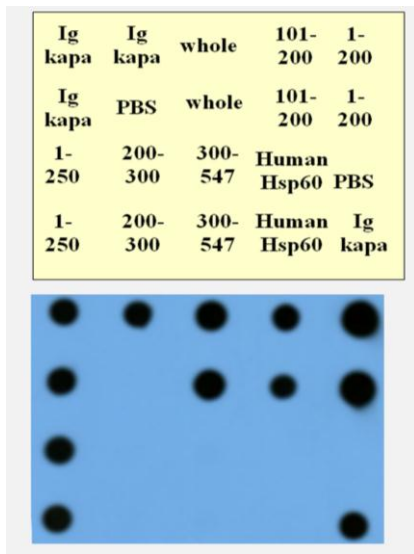 Ig Ig whole 101- 1-
kapa kapa 200 200
Ig PBS whole 101- 1-
kapa 200 200
1- 200- 300- Human
250 300 547 Hsp60 PBS
1- 200- 300- Human Ig
250 300 547 Hsp60 kapa